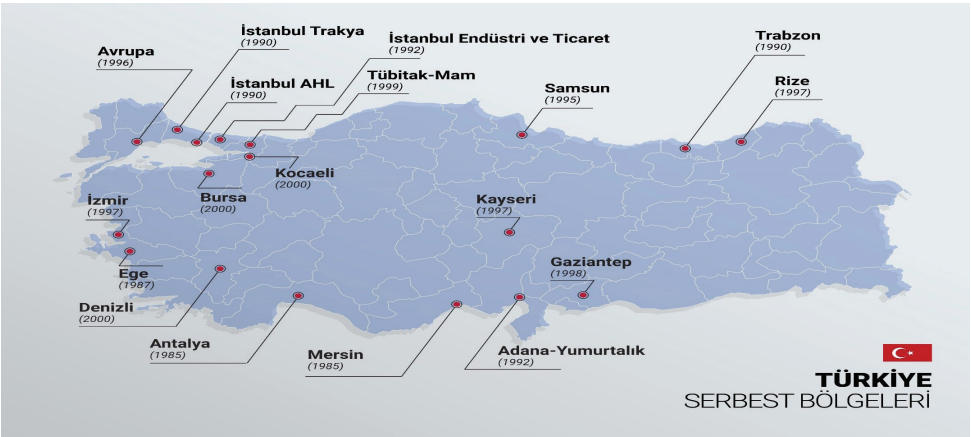 İstanbul Trakya
(1990)
İstanbul Endüstri ve Ticaret
(1992)
Trabzon
(1990)
Avrupa
(1996)
Tübitak-Mam
(1999)
İstanbul AHL
(1990)
Samsun
(1995)
Rize
(1997)
Kocaeli
(2000)
Bursa
(2000)
İzmir
(1997)
Kayseri
(1997)
Ege
(1987)
Gaziantep
(1998)
Denizli
(2000)
Antalya
(1985)
Mersin
(1985)
Adana-Yumurtalık
(1992)
TÜRKİYE
SERBEST BÖLGELERİ